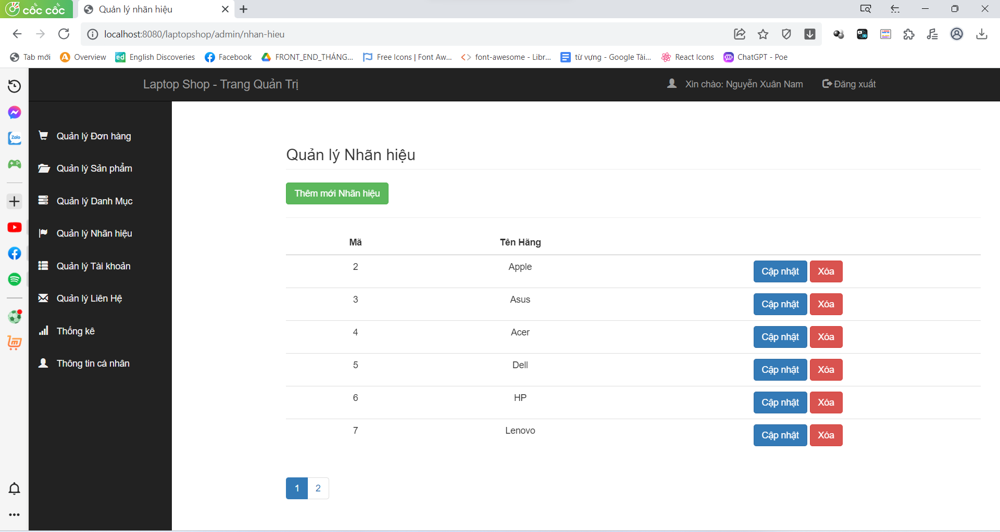 cốc cốc
Quản lý nhãn hiệu
localhost:8080/laptopshop/admin/nhan-hieu
Tab mới
Overview
ed English Discoveries
Facebook
FRONT_END_THÁNG...
Free Icons | Font Aw...
font-awesome - Libr...
từ vựng - Google Tài...
React Icons
ChatGPT - Poe
Laptop Shop - Trang Quản Trị
Xin chào: Nguyễn Xuân Nam
Đăng xuất
Zalo
Quản lý Đơn hàng
Quản lý Sản phẩm
Quản lý Danh Mục
Quản lý Nhãn hiệu
Quản lý Tài khoản
Quản lý Liên Hệ
Thống kê
Thông tin cá nhân
Quản lý Nhãn hiệu
Thêm mới Nhãn hiệu
Mã Tên Hãng
2 Apple Cập nhật Xóa
3 Asus Cập nhật Xóa
4 Acer Cập nhật Xóa
5 Dell Cập nhật Xóa
6 HP Cập nhật Xóa
7 Lenovo Cập nhật Xóa
1 2